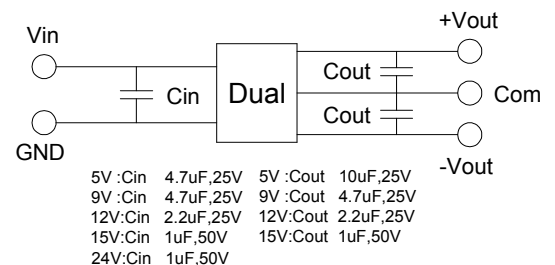 +Vout
Vin
Cout
Cin
Dual
Com
Cout
GND
-Vout
5V :Cin 4.7uF,25V 5V :Cout 10uF,25V
9V :Cin 4.7uF,25V 9V :Cout 4.7uF,25V
12V:Cin 2.2uF,25V 12V:Cout 2.2uF,25V
15V:Cin 1uF,50V 15V:Cout 1uF,50V
24V:Cin 1uF,50V